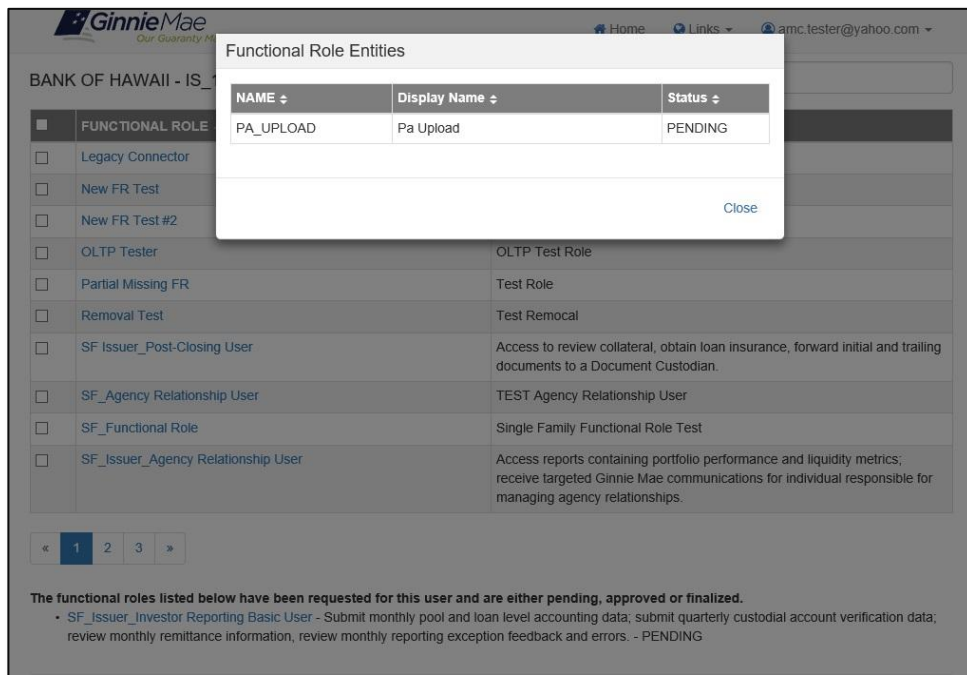 GinnieMae
Our Guaranty M
Home Links amc.tester@yahoo.com
Functional Role Entities
BANK OF HAWAII - IS_1
NAME Display Name Status
PA_UPLOAD Pa Upload PENDING
Close
FUNCTIONAL ROLE
Legacy Connector
New FR Test
New FR Test #2
OLTP Tester OLTP Test Role
Partial Missing FR Test Role
Removal Test Test Remocal
SF Issuer_Post-Closing User Access to review collateral, obtain loan insurance, forward initial and trailing
documents to a Document Custodian.
SF_Agency Relationship User TEST Agency Relationship User
SF_Functional Role Single Family Functional Role Test
SF_Issuer_Agency Relationship User Access reports containing portfolio performance and liquidity metrics;
receive targeted Ginnie Mae communications for individual responsible for
managing agency relationships.
« 1 2 3 »
The functional roles listed below have been requested for this user and are either pending, approved or finalized.
• SF_Issuer_Investor Reporting Basic User - Submit monthly pool and loan level accounting data; submit quarterly custodial account verification data;
review monthly remittance information, review monthly reporting exception feedback and errors. - PENDING